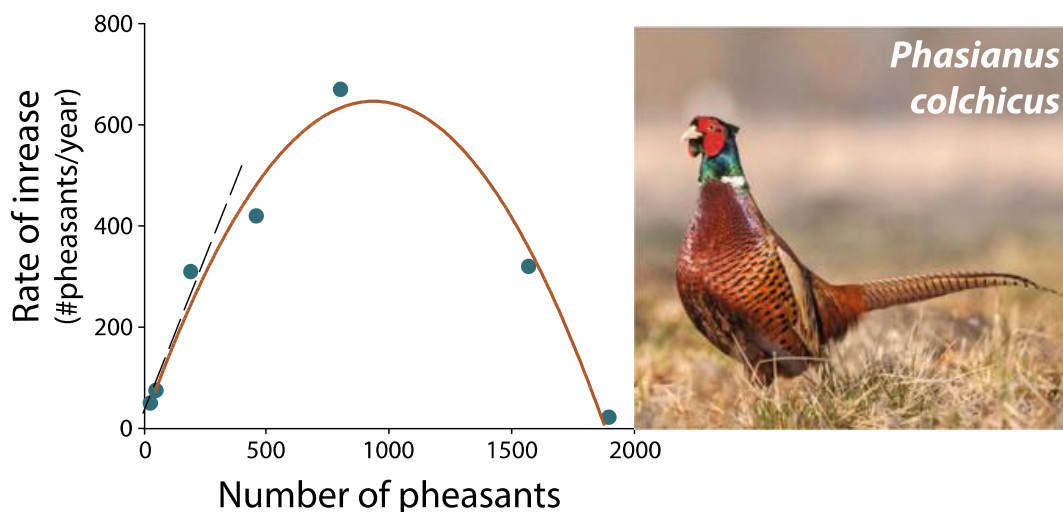 800
600
400
200
0
0
500
1000
1500
2000
Rate of inrease
(#pheasants/year)
Number of pheasants
Phasianus
colchicus